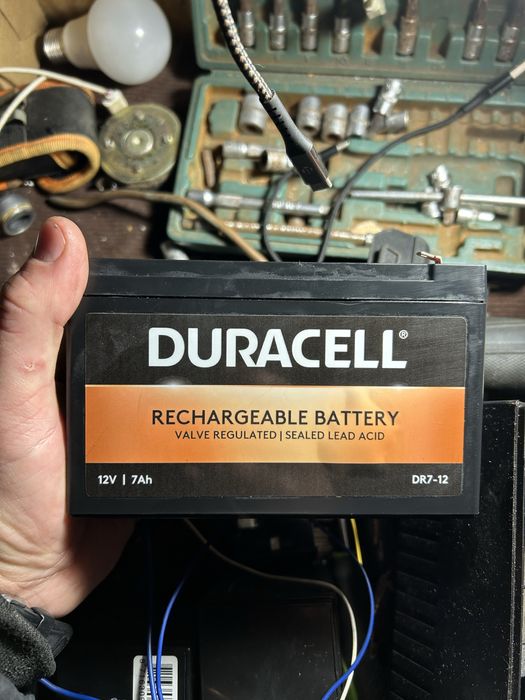 DURACELL®
RECHARGEABLE BATTERY
VALVE REGULATED | SEALED LEAD ACID
12V | 7Ah
DR7-12